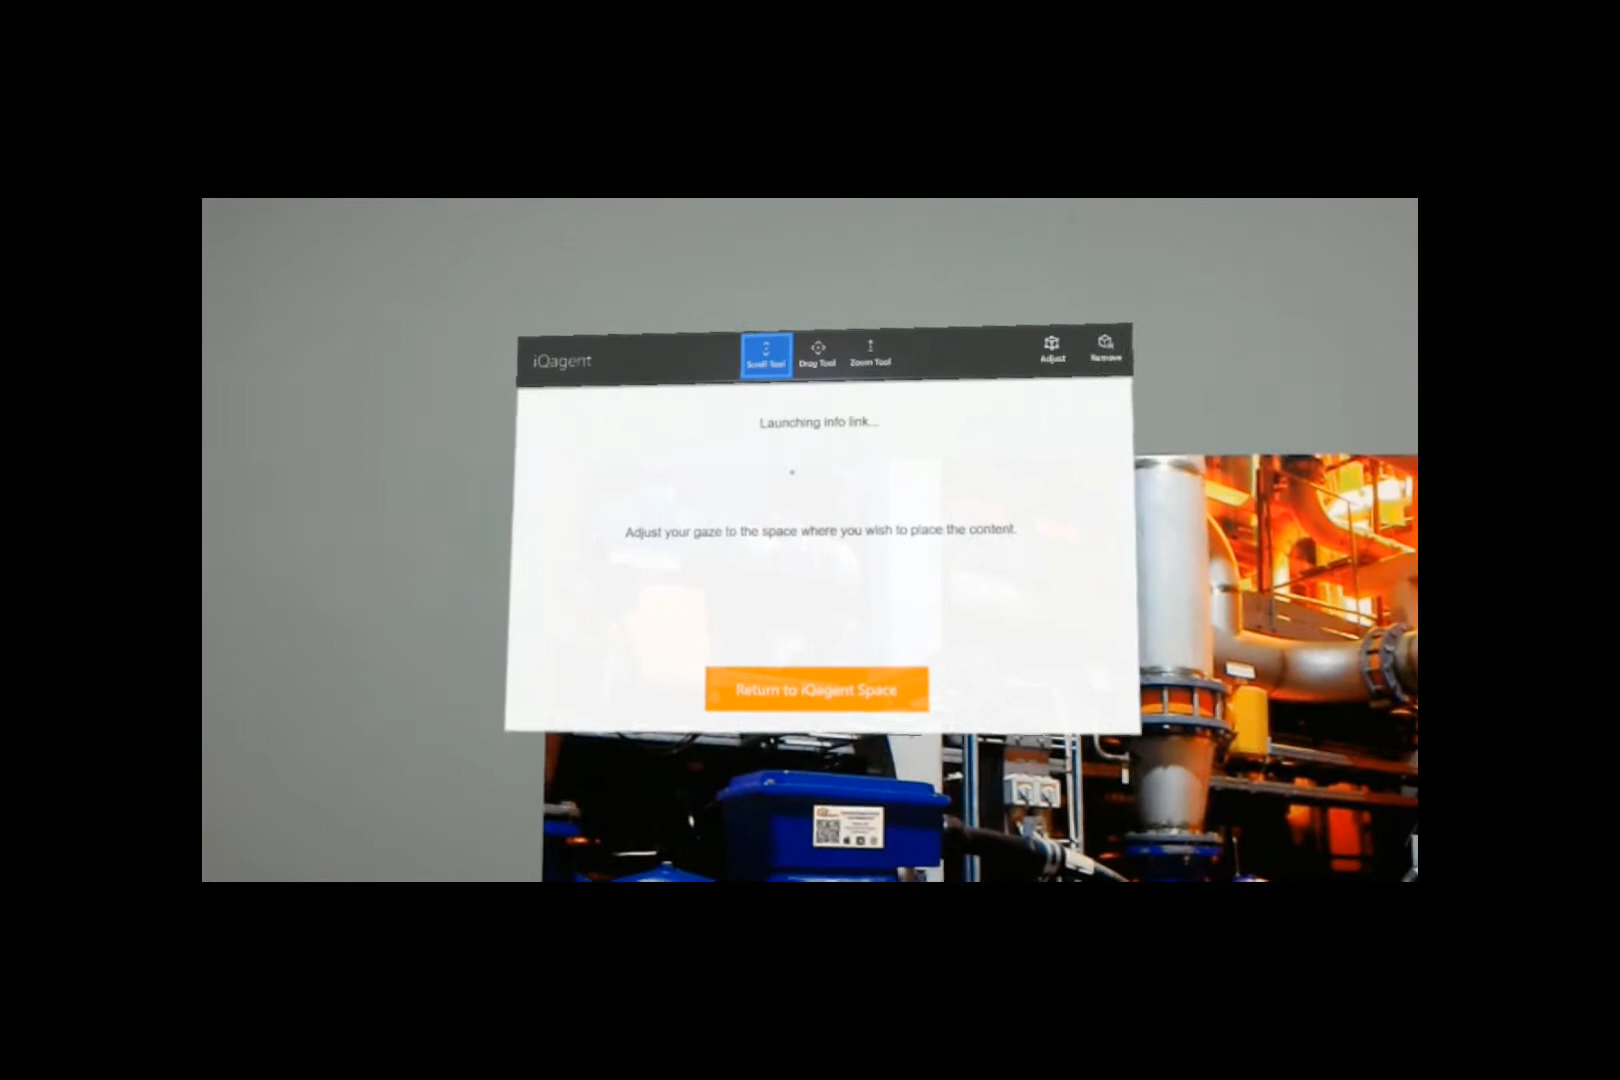 iQagent
Scroll Tool
Drag Tool
Zoom Tool
Adjust
Remove
Launching info link...
Adjust your gaze to the space where you wish to place the content.
Return to iQagent Space